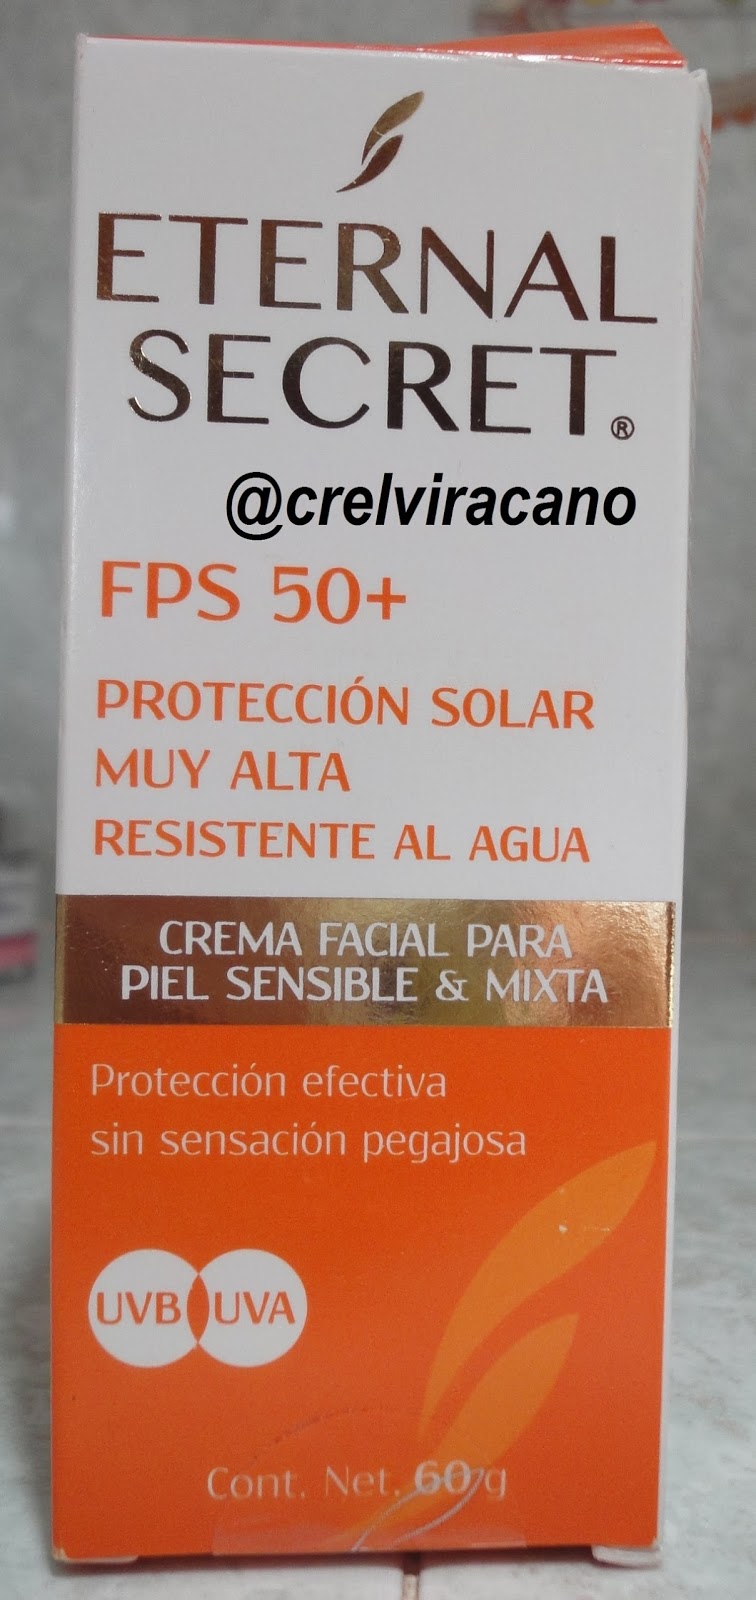 ETERNAL
SECRET®
@crelviracano
FPS 50+
PROTECCIÓN SOLAR
MUY ALTA
RESISTENTE AL AGUA
CREMA FACIAL PARA
PIEL SENSIBLE & MIXTA
Protección efectiva
sin sensación pegajosa
UVB UVA
Cont. Net. 60 g